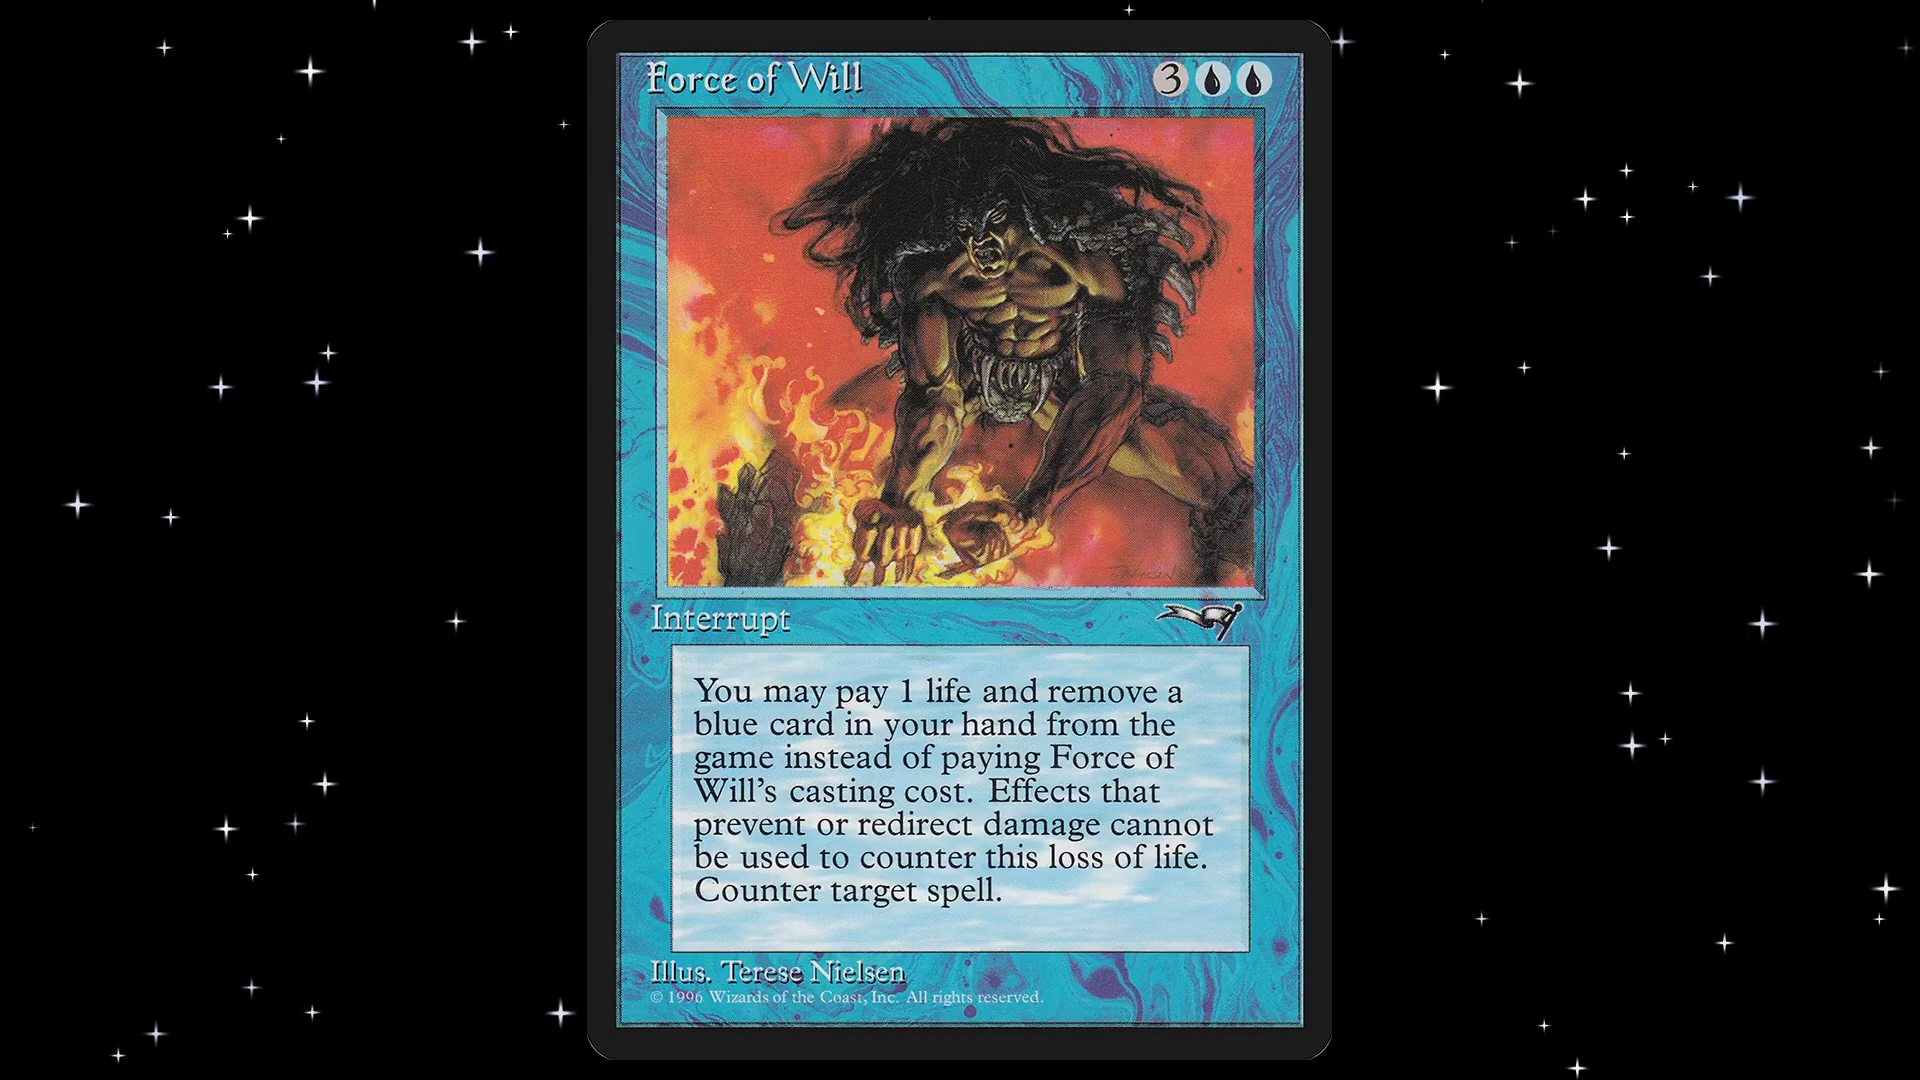 Force of Will 3
Interrupt
You may pay 1 life and remove a
blue card in your hand from the
game instead of paying Force of
Will's casting cost. Effects that
prevent or redirect damage cannot
be used to counter this loss of life.
Counter target spell.
Illus. Terese Nielsen
© 1996 Wizards of the Coast, Inc. All rights reserved.